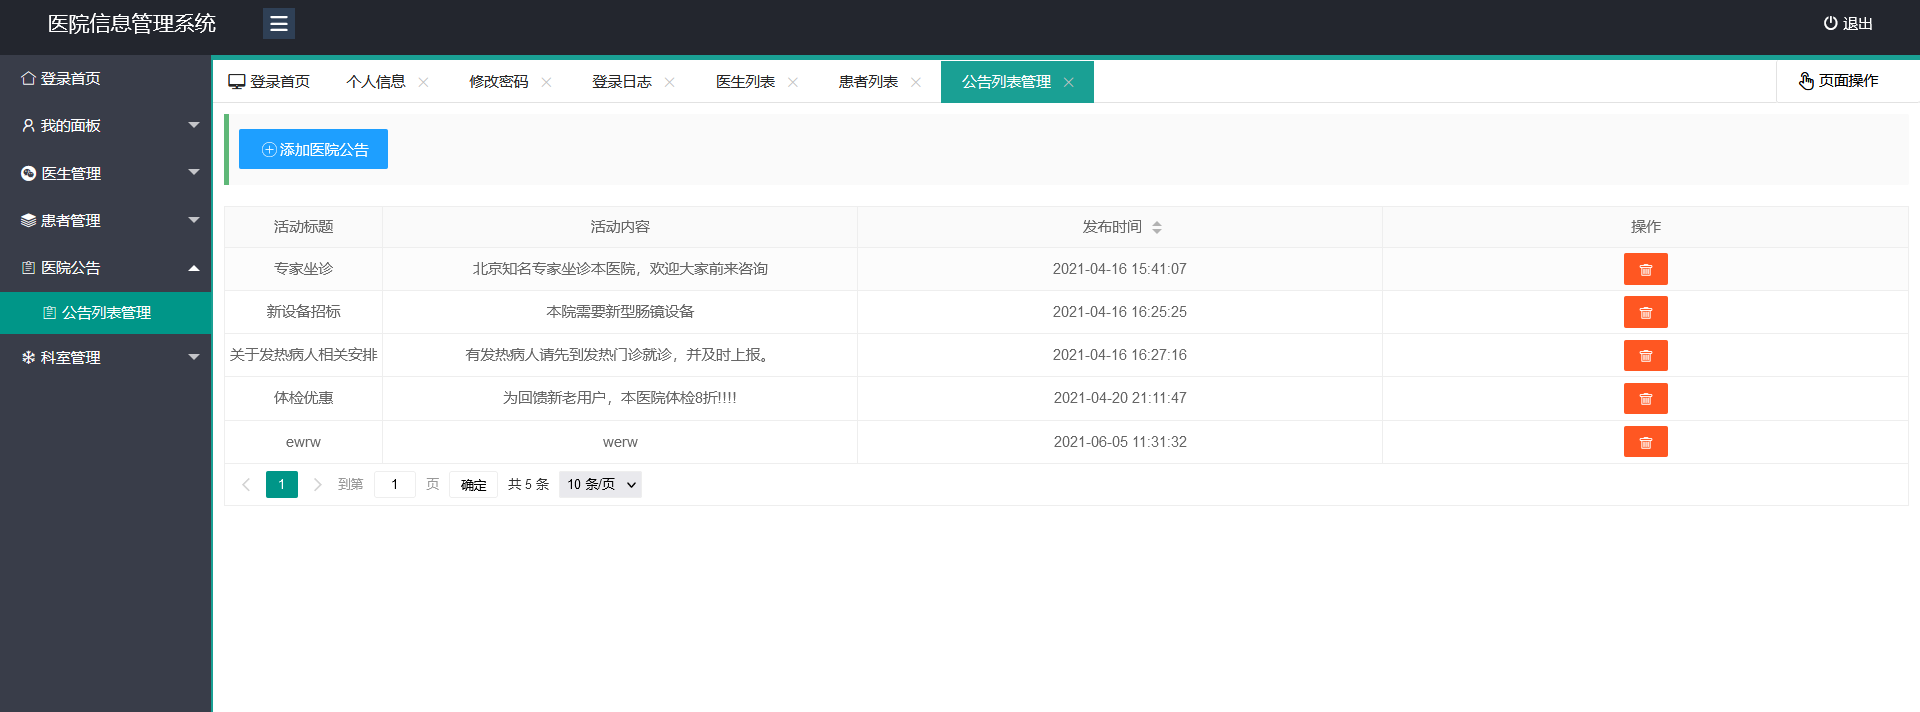 医院信息管理系统
退出
登录首页
我的面板
医生管理
患者管理
医院公告
公告列表管理
科室管理
登录首页 个人信息 修改密码 登录日志 医生列表 患者列表 公告列表管理 页面操作
添加医院公告
活动标题 活动内容 发布时间 操作
专家坐诊 北京知名专家坐诊本医院，欢迎大家前来咨询 2021-04-16 15:41:07
新设备招标 本院需要新型肠镜设备 2021-04-16 16:25:25
关于发热病人相关安排 有发热病人请先到发热门诊就诊，并及时上报。 2021-04-16 16:27:16
体检优惠 为回馈新老用户，本医院体检8折!!!! 2021-04-20 21:11:47
ewrw werw 2021-06-05 11:31:32
1 到第 1 页 确定 共 5 条 10 条/页